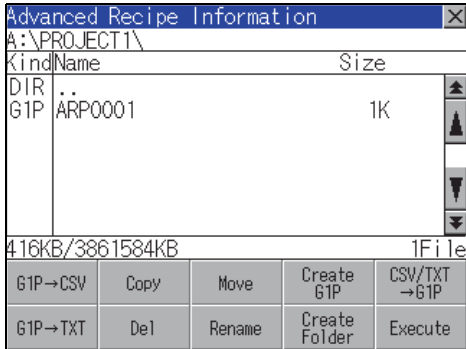 Advanced Recipe Information
A:\PROJECT1\
Kind Name Size
DIR ..
G1P ARP0001 1K
416KB/3861584KB 1File
G1P→CSV Copy Move Create G1P CSV/TXT →G1P
G1P→TXT Del Rename Create Folder Execute